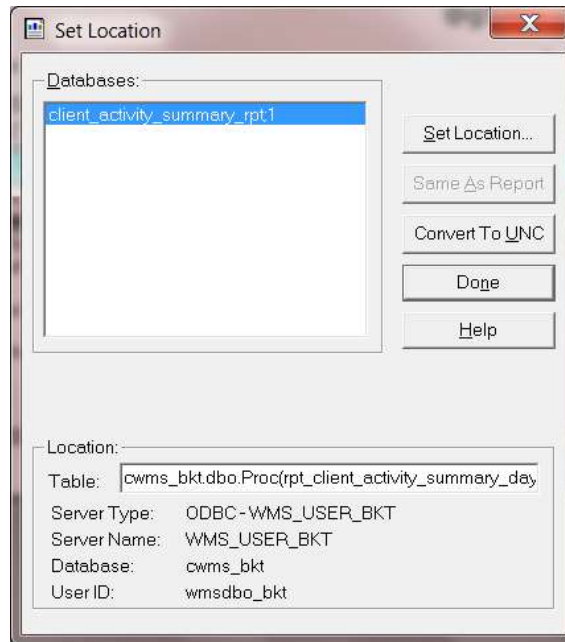 Set Location
X
Databases:
client_activity_summary_rpt;1
Set Location...
Same As Report
Convert To UNC
Done
Help
Location:
Table: cwms_bkt.dbo.Proc(rpt_client_activity_summary_day
Server Type: ODBC - WMS_USER_BKT
Server Name: WMS_USER_BKT
Database: cwms_bkt
User ID: wmsdbo_bkt